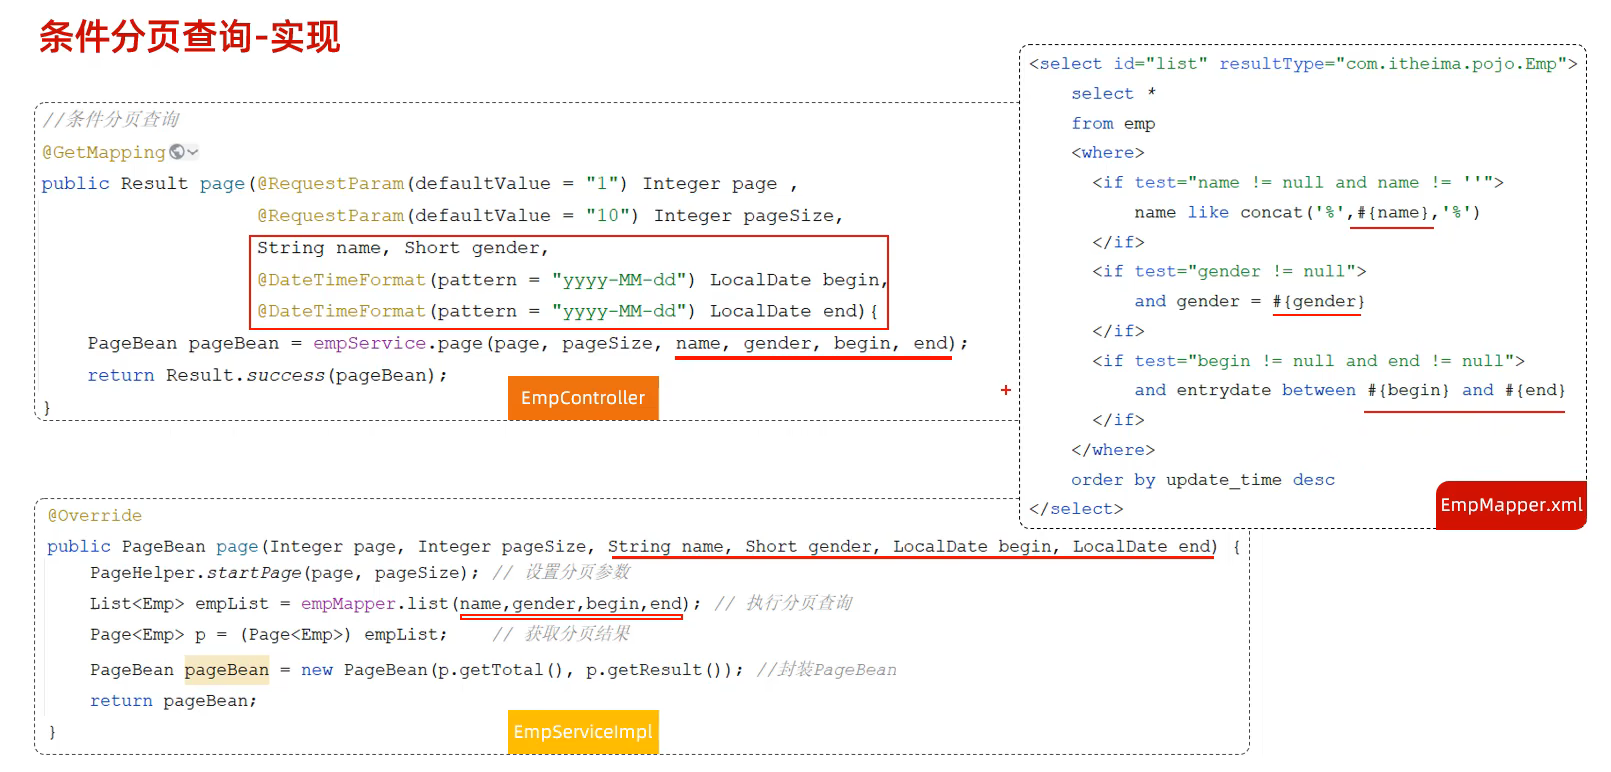 条件分页查询-实现
//条件分页查询
@GetMapping
public Result page(@RequestParam(defaultValue = "1") Integer page ,
@RequestParam(defaultValue = "10") Integer pageSize,
String name, Short gender,
@DateTimeFormat(pattern = "yyyy-MM-dd") LocalDate begin,
@DateTimeFormat(pattern = "yyyy-MM-dd") LocalDate end){
PageBean pageBean = empService.page(page, pageSize, name, gender, begin, end);
return Result.success(pageBean);
}
EmpController
+
<select id="list" resultType="com.itheima.pojo.Emp">
select *
from emp
<where>
<if test="name != null and name != ''">
name like concat('%',#{name},'%')
</if>
<if test="gender != null">
and gender = #{gender}
</if>
<if test="begin != null and end != null">
and entrydate between #{begin} and #{end}
</if>
</where>
order by update_time desc
</select>
EmpMapper.xml
@Override
public PageBean page(Integer page, Integer pageSize, String name, Short gender, LocalDate begin, LocalDate end) {
PageHelper.startPage(page, pageSize); // 设置分页参数
List<Emp> empList = empMapper.list(name,gender,begin,end); // 执行分页查询
Page<Emp> p = (Page<Emp>) empList; // 获取分页结果
PageBean pageBean = new PageBean(p.getTotal(), p.getResult()); //封装PageBean
return pageBean;
}
EmpServiceImpl